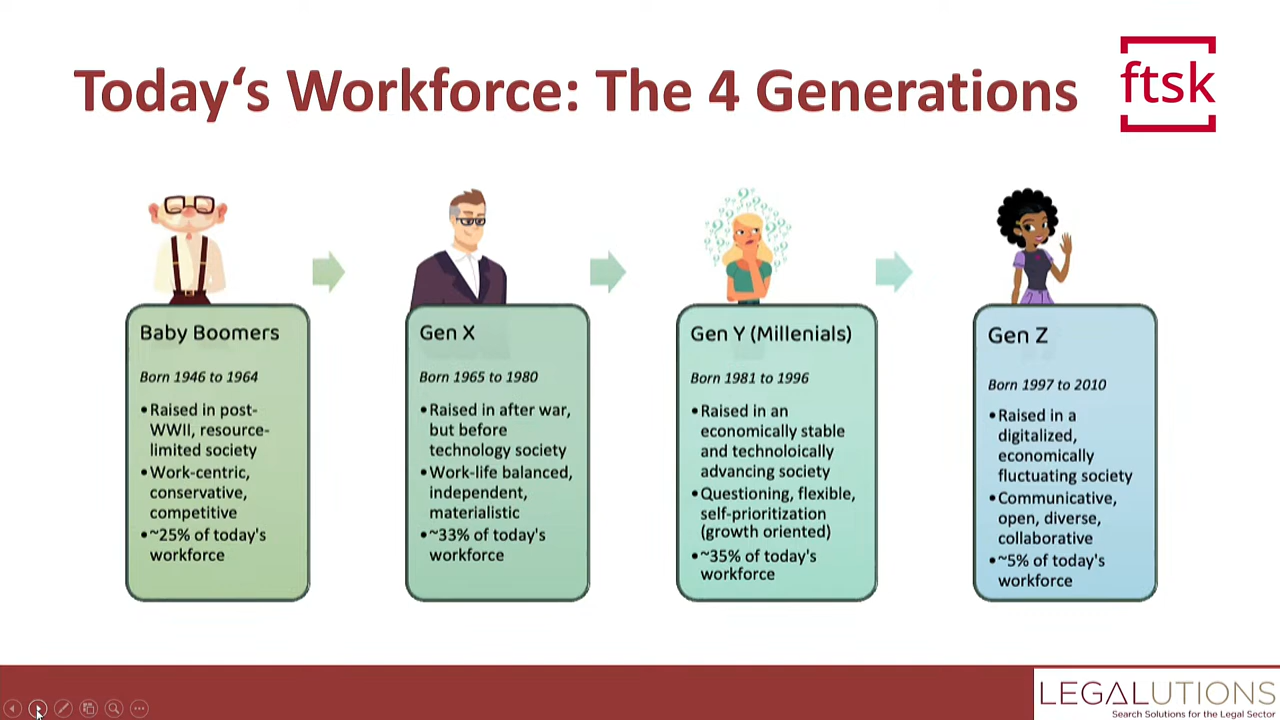 Today‘s Workforce: The 4 Generations
ftsk
Baby Boomers
Born 1946 to 1964
•Raised in post-
WWII, resource-
limited society
•Work-centric,
conservative,
competitive
•~25% of today's
workforce
Gen X
Born 1965 to 1980
•Raised in after war,
but before
technology society
•Work-life balanced,
independent,
materialistic
•~33% of today's
workforce
Gen Y (Millenials)
Born 1981 to 1996
•Raised in an
economically stable
and technoloically
advancing society
•Questioning, flexible,
self-prioritization
(growth oriented)
•~35% of today's
workforce
Gen Z
Born 1997 to 2010
•Raised in a
digitalized,
economically
fluctuating society
•Communicative,
open, diverse,
collaborative
•~5% of today's
workforce
LEGALUTIONS
Search Solutions for the Legal Sector